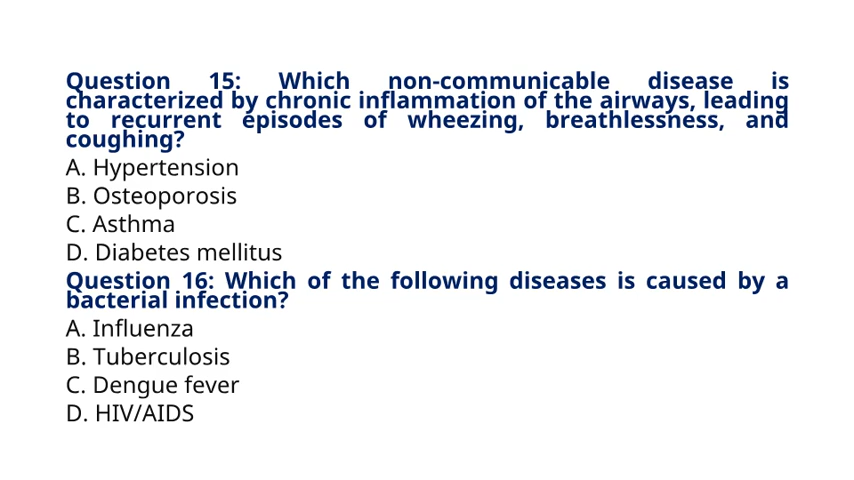 Question 15: Which non-communicable disease is
characterized by chronic inflammation of the airways, leading
to recurrent episodes of wheezing, breathlessness, and
coughing?
A. Hypertension
B. Osteoporosis
C. Asthma
D. Diabetes mellitus
Question 16: Which of the following diseases is caused by a
bacterial infection?
A. Influenza
B. Tuberculosis
C. Dengue fever
D. HIV/AIDS